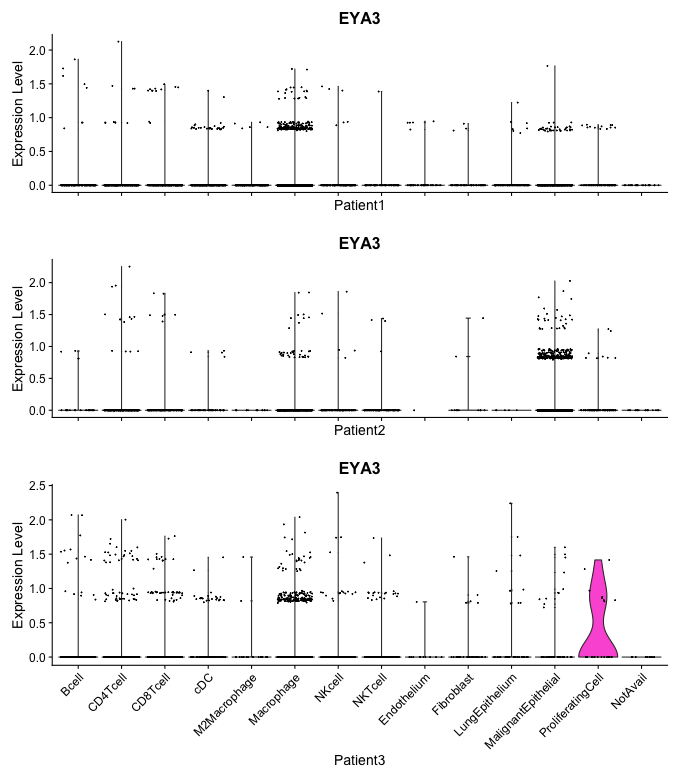 EYA3
Expression Level
2.0
1.5
1.0
0.5
0.0
Patient1
EYA3
Expression Level
2.0
1.5
1.0
0.5
0.0
Patient2
EYA3
Expression Level
2.5
2.0
1.5
1.0
0.5
0.0
Bcell
CD4Tcell
CD8Tcell
cDC
M2Macrophage
Macrophage
NKcell
NKTcell
Endothelium
Fibroblast
LungEpithelium
MalignantEpithelial
ProliferatingCell
NotAvail
Patient3